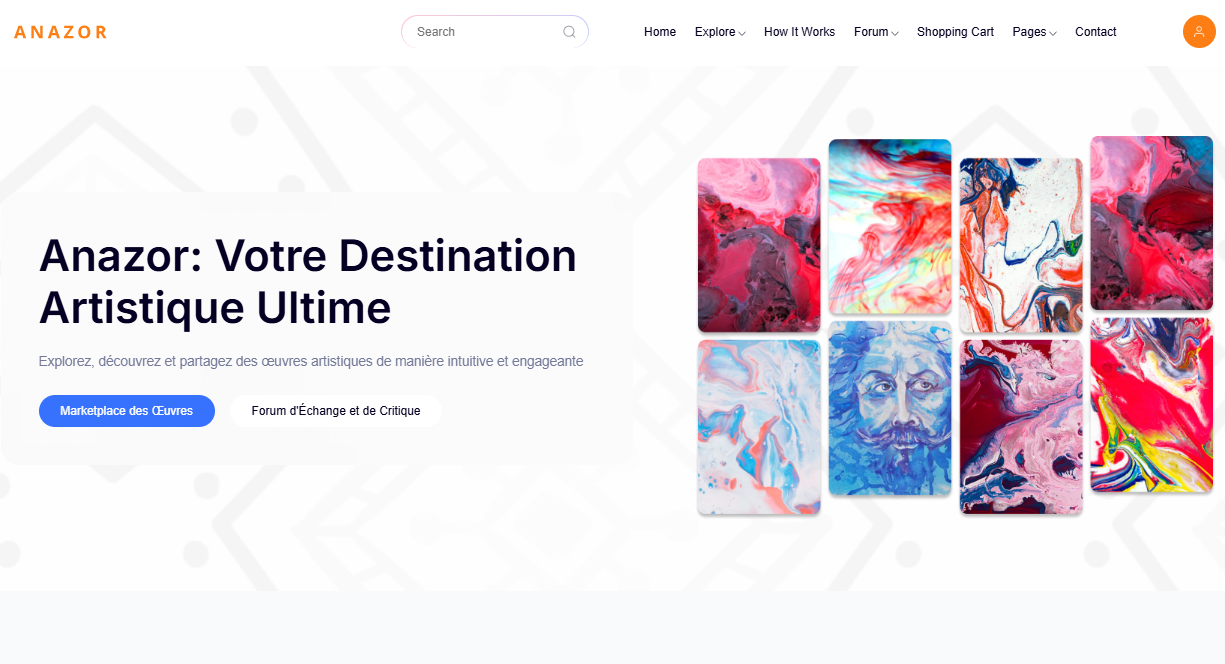 ANAZOR
Search
Home
Explore
How It Works
Forum
Shopping Cart
Pages
Contact
Anazor: Votre Destination
Artistique Ultime
Explorez, découvrez et partagez des œuvres artistiques de manière intuitive et engageante
Marketplace des Œuvres
Forum d'Échange et de Critique